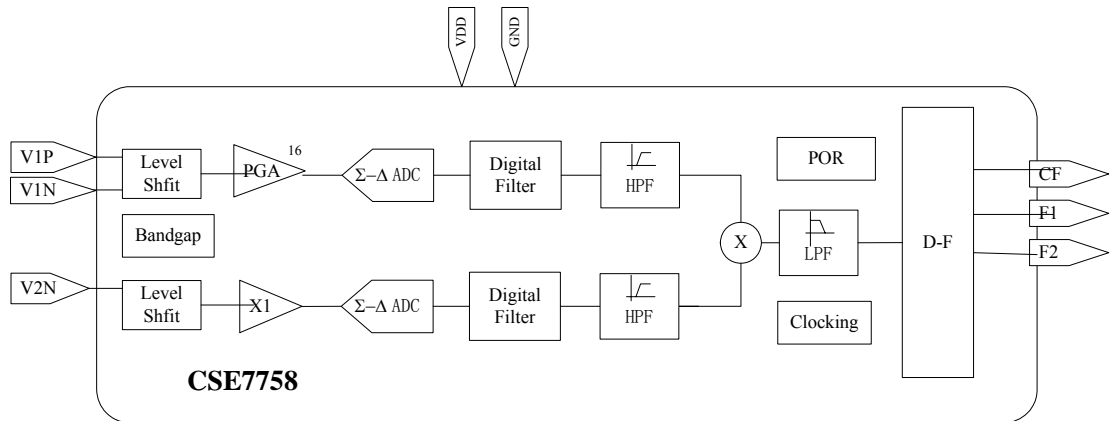 VDD
GND
V1P
V1N
Level
Shfit
PGA
16
Σ-Δ ADC
Digital
Filter
HPF
POR
CF
F1
F2
Bandgap
X
LPF
D-F
V2N
Level
Shfit
X1
Σ-Δ ADC
Digital
Filter
HPF
Clocking
CSE7758